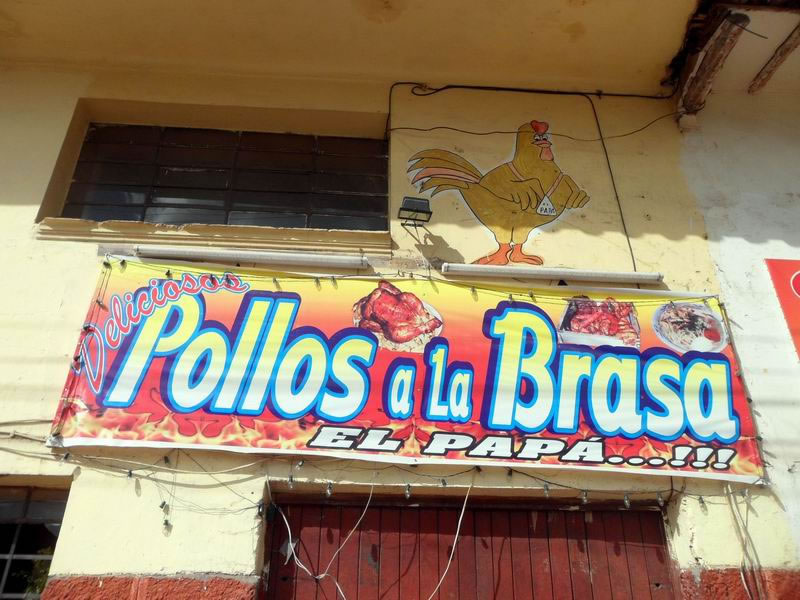 Deliciosos
Pollos a la Brasa
EL PAPÁ...!!!